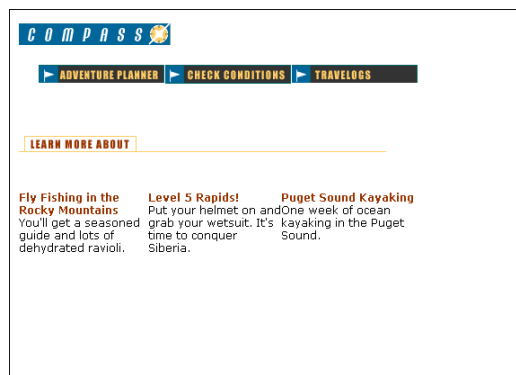 COMPASS
ADVENTURE PLANNER CHECK CONDITIONS TRAVELOGS
LEARN MORE ABOUT
Fly Fishing in the
Rocky Mountains
You'll get a seasoned
guide and lots of
dehydrated ravioli.
Level 5 Rapids!
Put your helmet on and
grab your wetsuit. It's
time to conquer
Siberia.
Puget Sound Kayaking
One week of ocean
kayaking in the Puget
Sound.